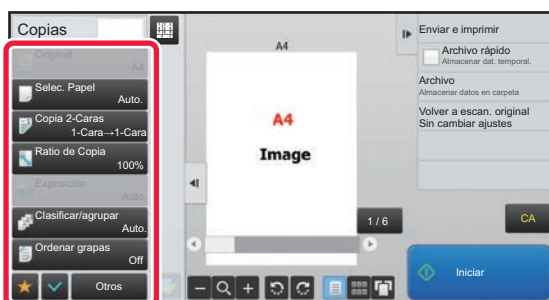 Copias
Original
A4
Selec. Papel
Auto.
Copia 2-Caras
1-Cara→1-Cara
Ratio de Copia
100%
Exposición
Auto.
Clasificar/agrupar
Auto.
Ordenar grapas
Off
Otros
A4
A4
Image
1 / 6
Enviar e imprimir
Archivo rápido
Almacenar dat. temporal.
Archivo
Almacenar datos en carpeta
Volver a escan. original
Sin cambiar ajustes
CA
Iniciar